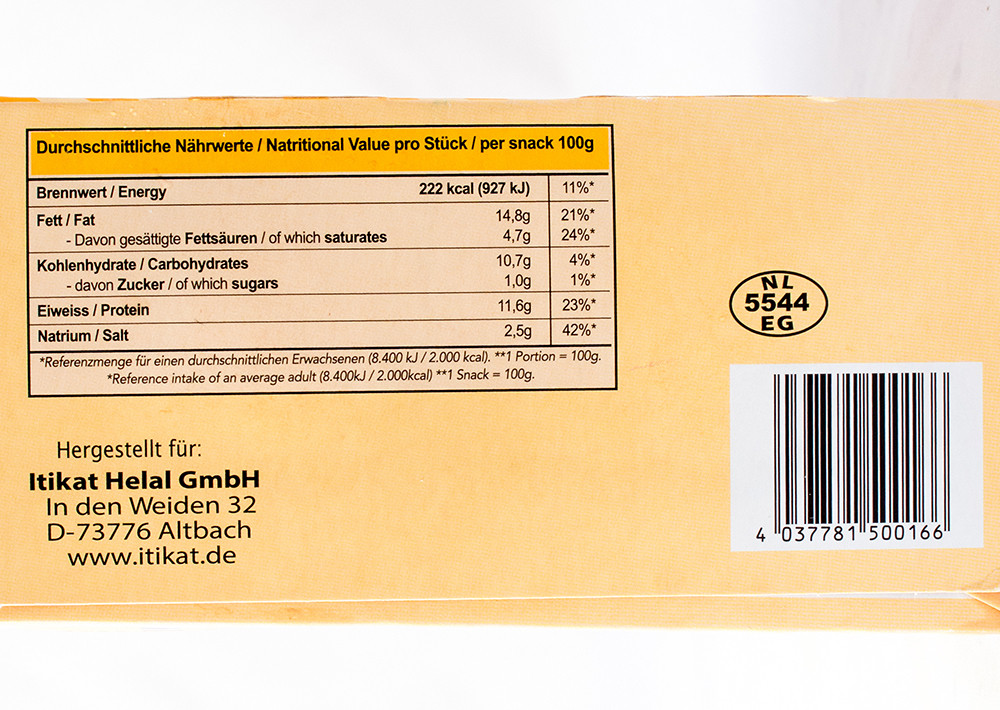 Durchschnittliche Nährwerte / Natritional Value pro Stück / per snack 100g
Brennwert / Energy 222 kcal (927 kJ) 11%*
Fett / Fat 14,8g 21%*
- Davon gesättigte Fettsäuren / of which saturates 4,7g 24%*
Kohlenhydrate / Carbohydrates 10,7g 4%*
- davon Zucker / of which sugars 1,0g 1%*
Eiweiss / Protein 11,6g 23%*
Natrium / Salt 2,5g 42%*
*Referenzmenge für einen durchschnittlichen Erwachsenen (8.400 kJ / 2.000 kcal). **1 Portion = 100g.
*Reference intake of an average adult (8.400kJ / 2.000kcal) **1 Snack = 100g.
Hergestellt für:
Itikat Helal GmbH
In den Weiden 32
D-73776 Altbach
www.itikat.de
NL
5544
EG
4 037781 500166